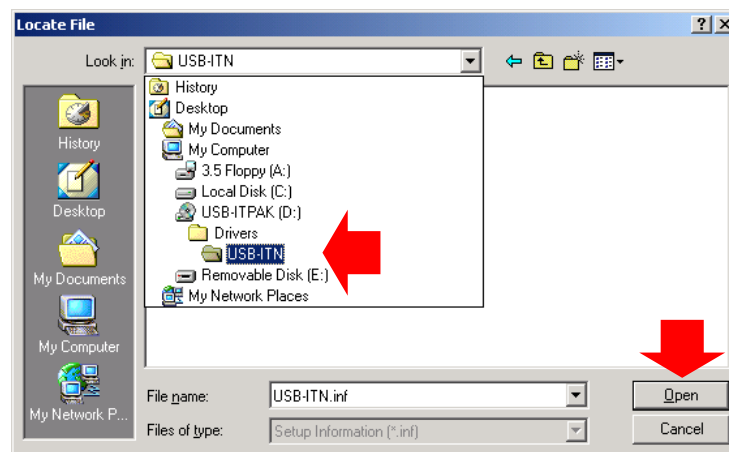 Locate File
Look in:
USB-ITN
History
Desktop
My Documents
My Computer
3.5 Floppy (A:)
Local Disk (C:)
USB-ITPAK (D:)
Drivers
USB-ITN
Removable Disk (E:)
My Network Places
History
Desktop
My Documents
My Computer
My Network P...
File name:
USB-ITN.inf
Open
Files of type:
Setup Information (*.inf)
Cancel